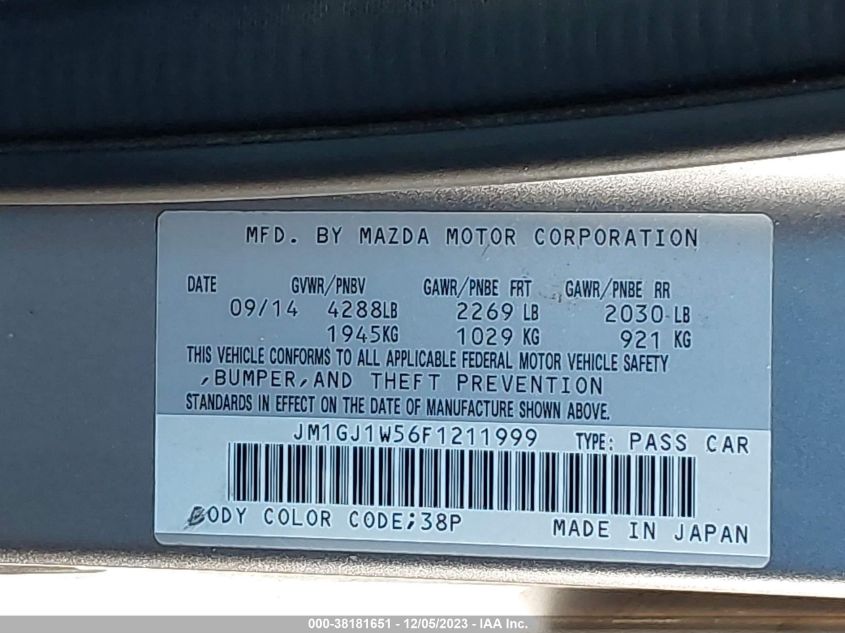 MFD. BY MAZDA MOTOR CORPORATION
DATE GVWR/PNBV GAWR/PNBE FRT GAWR/PNBE RR
09/14 4288LB 2269 LB 2030 LB
1945KG 1029 KG 921 KG
THIS VEHICLE CONFORMS TO ALL APPLICABLE FEDERAL MOTOR VEHICLE SAFETY
,BUMPER,AND THEFT PREVENTION
STANDARDS IN EFFECT ON THE DATE OF MANUFACTURE SHOWN ABOVE.
JM1GJ1W56F1211999 TYPE: PASS CAR
BODY COLOR CODE;38P MADE IN JAPAN
000-38181651 - 12/05/2023 - IAA Inc.